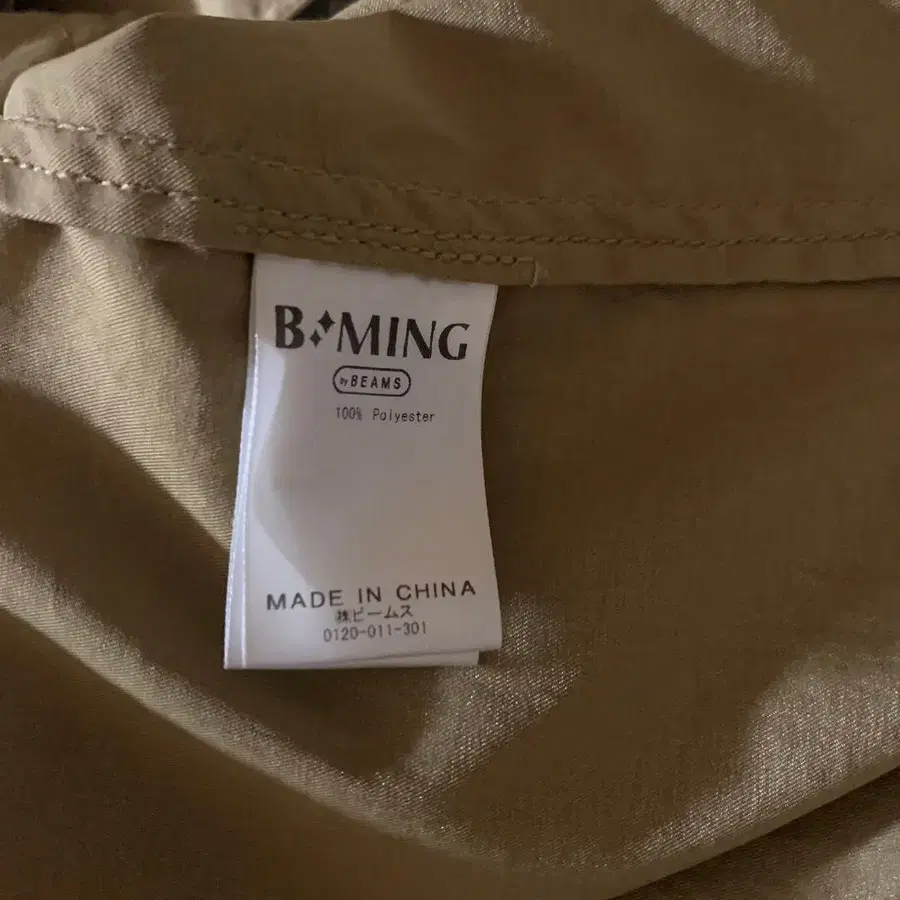 B MING
by BEAMS
100% Polyester
MADE IN CHINA
㈱ビームス
0120-011-301